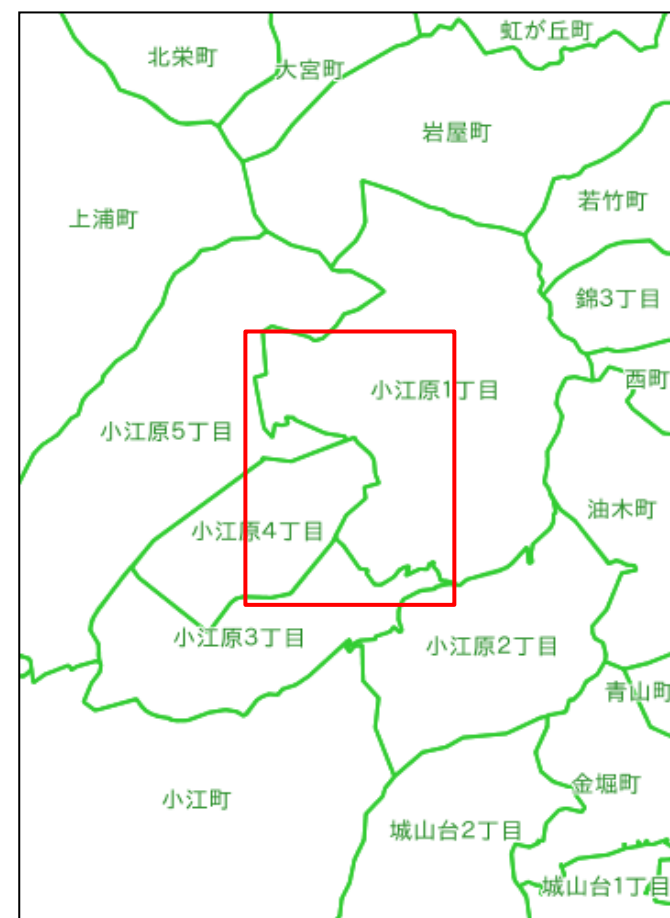 虹が丘町
北栄町
大宮町
岩屋町
若竹町
上浦町
錦3丁目
西町
小江原1丁目
小江原5丁目
油木町
小江原4丁目
小江原3丁目
小江原2丁目
青山町
金堀町
小江町
城山台2丁目
城山台1丁目